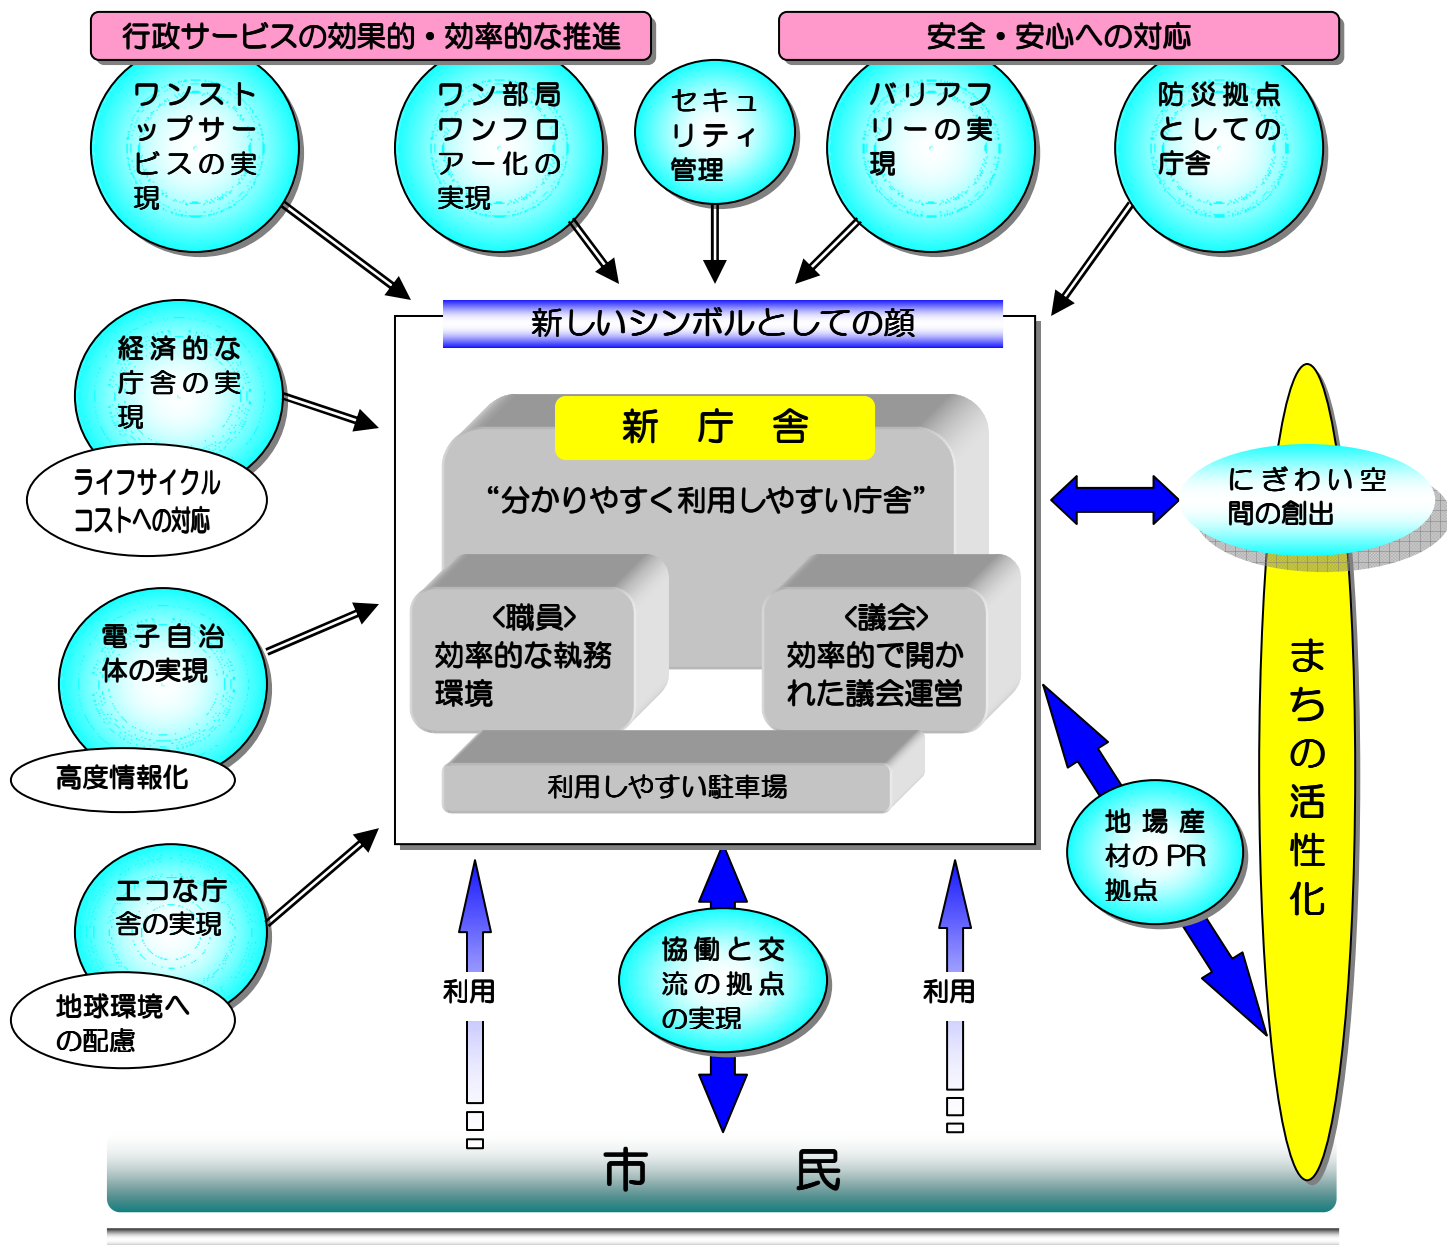 行政サービスの効果的・効率的な推進
安全・安心への対応
ワンスト
ップサー
ビスの実
現
ワン部局
ワンフロ
アー化の
実現
セキュ
リティ
管理
バリアフ
リーの実
現
防災拠点
としての
庁舎
新しいシンボルとしての顔
経済的な
庁舎の実
現
ライフサイクル
コストへの対応
新 庁 舎
“分かりやすく利用しやすい庁舎”
にぎわい空
間の創出
電子自治
体の実現
高度情報化
<職員>
効率的な執務
環境
<議会>
効率的で開か
れた議会運営
利用しやすい駐車場
まちの活性化
地場産
材の PR
拠点
エコな庁
舎の実現
地球環境へ
の配慮
利用
協働と交
流の拠点
の実現
利用
市 民